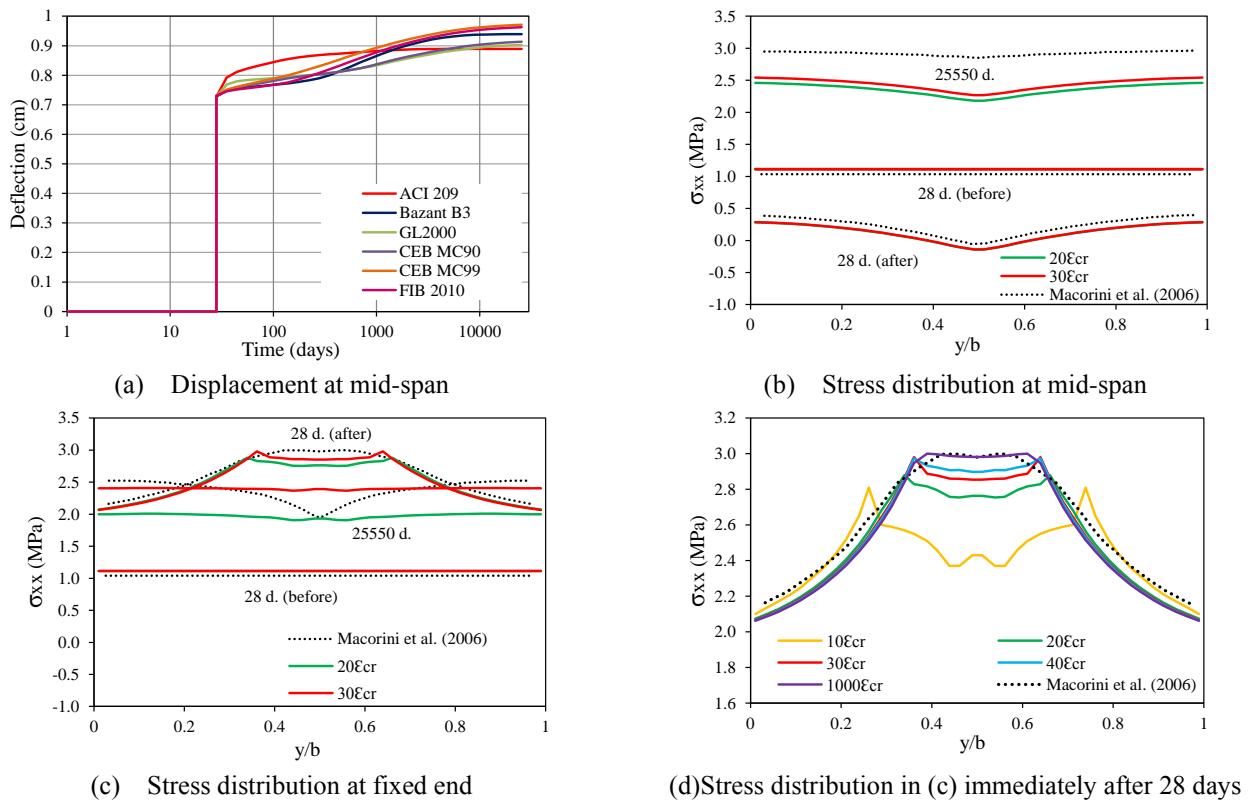 1
0.9
0.8
0.7
0.6
0.5
0.4
0.3
0.2
0.1
0
Deflection (cm)
ACI 209
Bazant B3
GL2000
CEB MC90
CEB MC99
FIB 2010
1 10 100 1000 10000
Time (days)
(a) Displacement at mid-span
3.5
3.0
2.5
2.0
1.5
1.0
0.5
0.0
-0.5
-1.0
σxx (MPa)
25550 d.
28 d. (before)
28 d. (after)
20Ɛcr
30Ɛcr
Macorini et al. (2006)
0 0.2 0.4 0.6 0.8 1
y/b
(b) Stress distribution at mid-span
3.5
3.0
2.5
2.0
1.5
1.0
0.5
0.0
-0.5
-1.0
σxx (MPa)
28 d. (after)
25550 d.
28 d. (before)
Macorini et al. (2006)
20Ɛcr
30Ɛcr
0 0.2 0.4 0.6 0.8 1
y/b
(c) Stress distribution at fixed end
3.2
3.0
2.8
2.6
2.4
2.2
2.0
1.8
1.6
σxx (MPa)
10Ɛcr 20Ɛcr
30Ɛcr 40Ɛcr
1000Ɛcr Macorini et al. (2006)
0 0.2 0.4 0.6 0.8 1
y/b
(d)Stress distribution in (c) immediately after 28 days